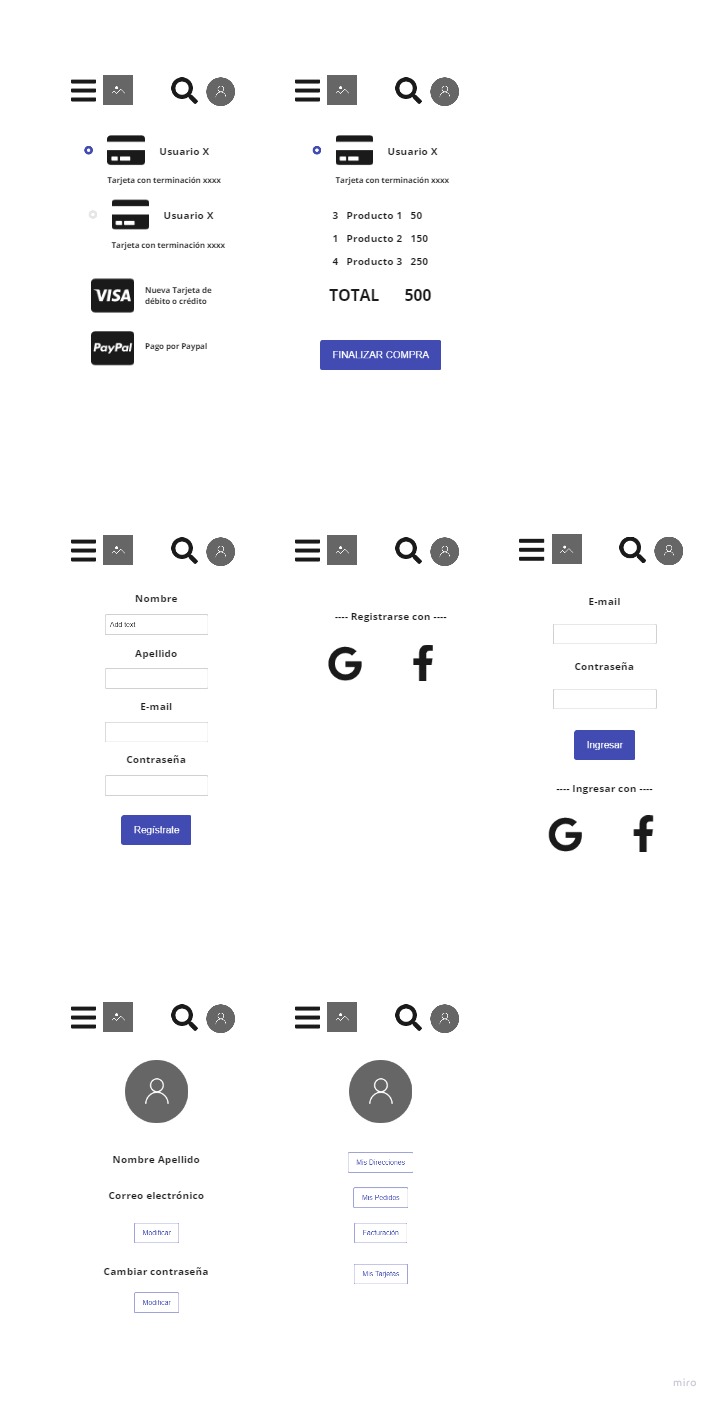 Usuario X
Tarjeta con terminación xxxx
Usuario X
Tarjeta con terminación xxxx
VISA
Nueva Tarjeta de
débito o crédito
PayPal
Pago por Paypal
Usuario X
Tarjeta con terminación xxxx
3 Producto 1 50
1 Producto 2 150
4 Producto 3 250
TOTAL 500
FINALIZAR COMPRA
Nombre
Add text
Apellido
E-mail
Contraseña
Regístrate
---- Registrarse con ----
G f
E-mail
Contraseña
Ingresar
---- Ingresar con ----
G f
Nombre Apellido
Correo electrónico
Modificar
Cambiar contraseña
Modificar
Mis Direcciones
Mis Pedidos
Facturación
Mis Tarjetas
miro